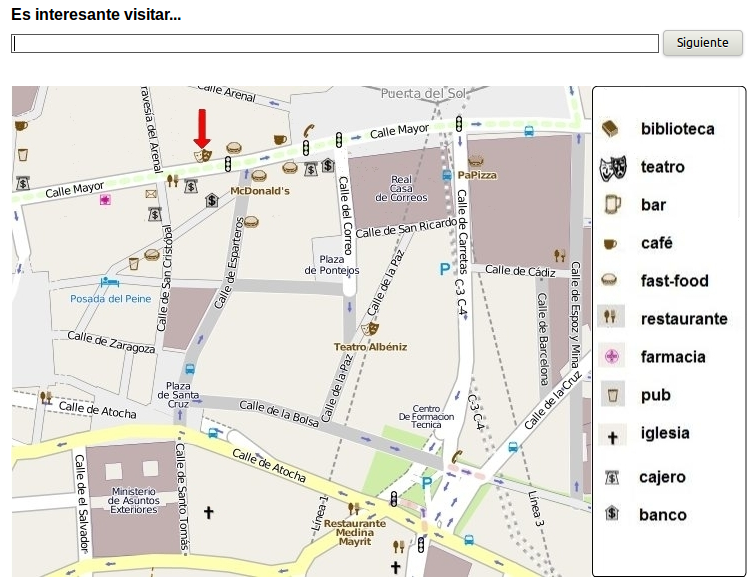 Es interesante visitar...
Siguiente
Calle Arenal
Puerta del Sol
ravesía del Arenal
Calle Mayor
Calle Mayor
McDonald's
Real
Casa
de Correos
PaPizza
Calle de San Ricardo
Calle del Correo
Calle de Carretas
C-3 C-4
Calle de San Cristóbal
Calle de Esparteros
Plaza
de Pontejos
Calle de la Paz
P
Calle de Cádiz
Posada del Peine
Calle de Espoz y Mina
Calle de Barcelona
Teatro Albéniz
Calle de Zaragoza
Calle de la Paz
Plaza
de Santa
Cruz
Calle de la Cruz
C-3 C-4
Calle de Atocha
Calle de la Bolsa
Centro
De Formacion
Tecnica
Calle de Atocha
P
Calle de el Salvador
Calle de Santo Tomás
Ministerio
de Asuntos
Exteriores
Línea-1
Línea 3
Restaurante
Medina
Mayrit
biblioteca
teatro
bar
café
fast-food
restaurante
farmacia
pub
iglesia
cajero
banco